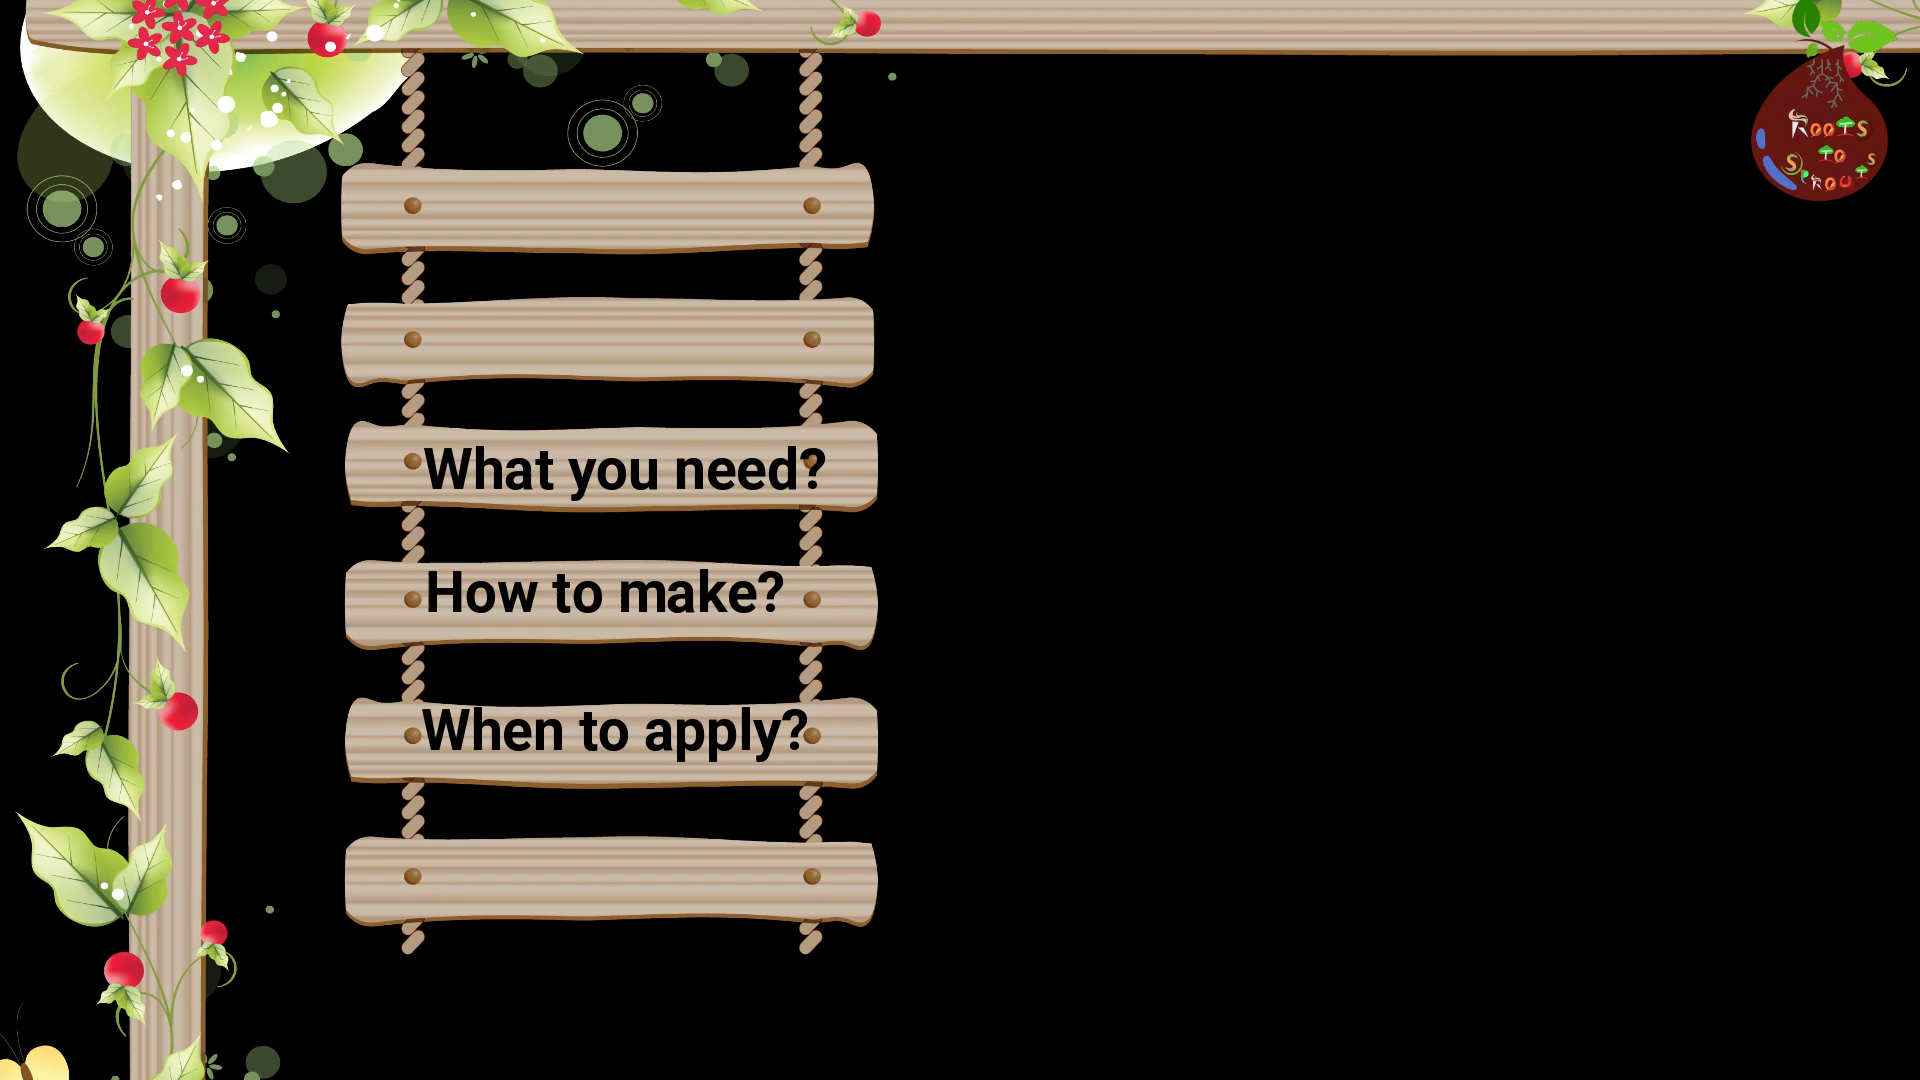 Roots
To
Sprouts
What you need?
How to make?
When to apply?